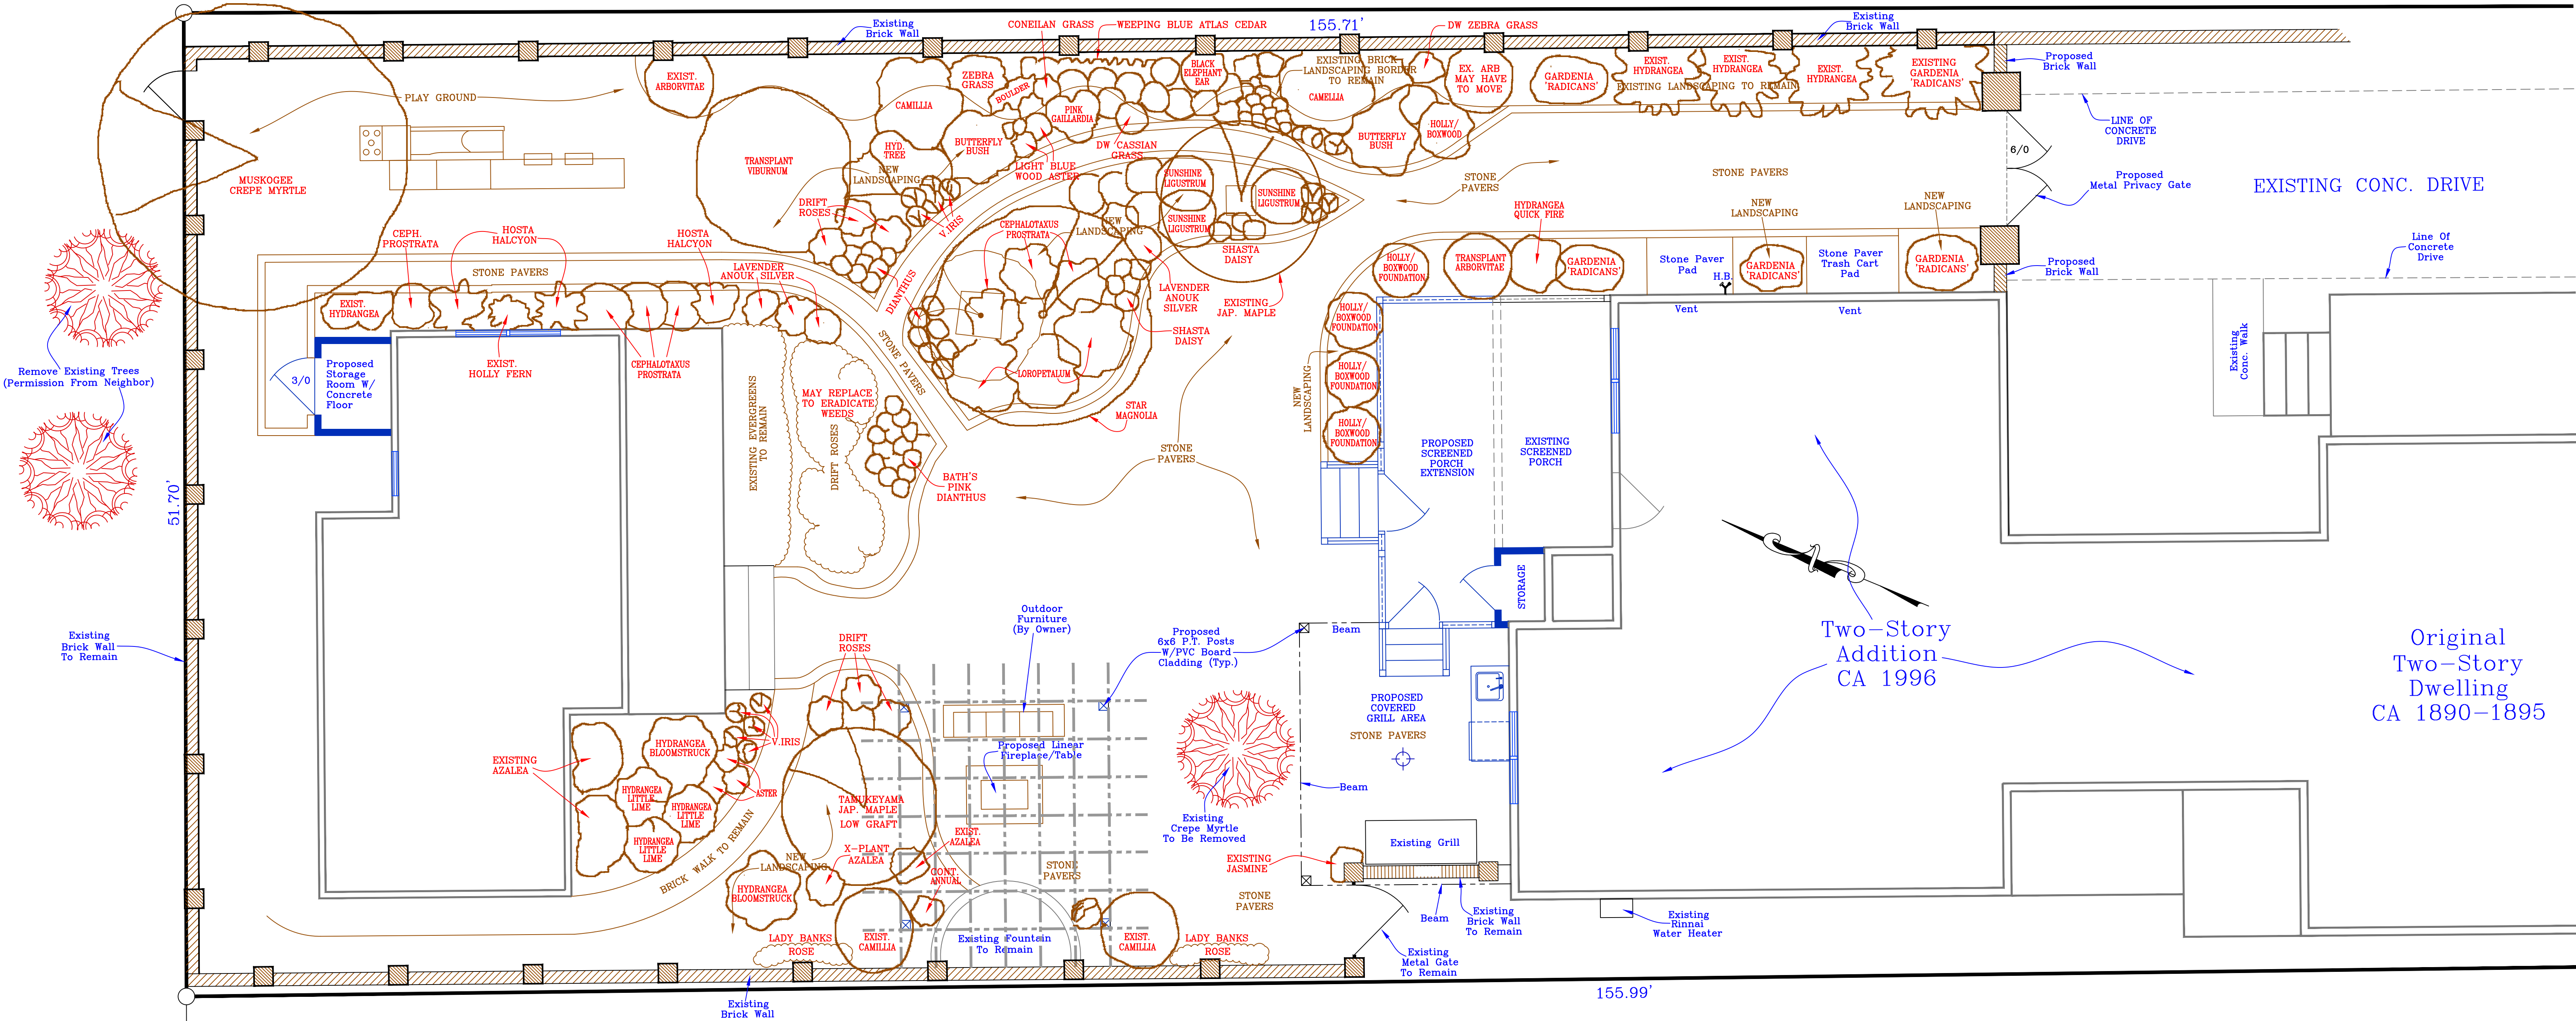 Existing
Brick Wall
CONEILAN GRASS
WEEPING BLUE ATLAS CEDAR
155.71'
DW ZEBRA GRASS
Existing
Brick Wall
EXIST.
ARBORVITAE
PLAY GROUND
MUSKOGEE
CREPE MYRTLE
CAMILLIA
ZEBRA
GRASS
BOULDER
PINK
GAILLARDIA
BLACK
ELEPHANT
EAR
EXISTING BRICK
LANDSCAPING BORDER
TO REMAIN
CAMELLIA
EX. ARB
MAY HAVE
TO MOVE
GARDENIA
'RADICANS'
EXIST.
HYDRANGEA
EXIST.
HYDRANGEA
EXIST.
HYDRANGEA
EXISTING
GARDENIA
'RADICANS'
EXISTING LANDSCAPING TO REMAIN
Proposed
Brick Wall
LINE OF
CONCRETE
DRIVE
6/0
Proposed
Metal Privacy Gate
EXISTING CONC. DRIVE
TRANSPLANT
VIBURNUM
HYD.
TREE
BUTTERFLY
BUSH
NEW
LANDSCAPING
LIGHT BLUE
WOOD ASTER
DW CASSIAN
GRASS
BUTTERFLY
BUSH
HOLLY/
BOXWOOD
SUNSHINE
LIGUSTRUM
SUNSHINE
LIGUSTRUM
SUNSHINE
LIGUSTRUM
STONE
PAVERS
STONE PAVERS
DRIFT
ROSES
V.IRIS
CEPHALOTAXUS
PROSTRATA
NEW
LANDSCAPING
HYDRANGEA
QUICK FIRE
NEW
LANDSCAPING
NEW
LANDSCAPING
CEPH.
PROSTRATA
HOSTA
HALCYON
HOSTA
HALCYON
STONE PAVERS
LAVENDER
ANOUK SILVER
DIANTHUS
SHASTA
DAISY
LAVENDER
ANOUK
SILVER
EXISTING
JAP. MAPLE
SHASTA
DAISY
HOLLY/
BOXWOOD
FOUNDATION
TRANSPLANT
ARBORVITAE
GARDENIA
'RADICANS'
Stone Paver
Pad
H.B.
GARDENIA
'RADICANS'
Stone Paver
Trash Cart
Pad
GARDENIA
'RADICANS'
Proposed
Brick Wall
Line Of
Concrete
Drive
Vent
Vent
EXIST.
HYDRANGEA
EXIST.
HOLLY FERN
CEPHALOTAXUS
PROSTRATA
Proposed
Storage
Room W/
Concrete
Floor
3/0
Remove Existing Trees
(Permission From Neighbor)
STONE PAVERS
LOROPETALUM
STAR
MAGNOLIA
HOLLY/
BOXWOOD
FOUNDATION
HOLLY/
BOXWOOD
FOUNDATION
HOLLY/
BOXWOOD
FOUNDATION
NEW
LANDSCAPING
Existing
Conc. Walk
EXISTING EVERGREENS
TO REMAIN
MAY REPLACE
TO ERADICATE
WEEDS
DRIFT ROSES
BATH'S
PINK
DIANTHUS
STONE
PAVERS
PROPOSED
SCREENED
PORCH
EXTENSION
EXISTING
SCREENED
PORCH
51.70'
STORAGE
Outdoor
Furniture
(By Owner)
Proposed
6x6 P.T. Posts
W/PVC Board
Cladding (Typ.)
Beam
Existing
Brick Wall
To Remain
DRIFT
ROSES
Two-Story
Addition
CA 1996
Original
Two-Story
Dwelling
CA 1890-1895
PROPOSED
COVERED
GRILL AREA
STONE PAVERS
V.IRIS
HYDRANGEA
BLOOMSTRUCK
EXISTING
AZALEA
HYDRANGEA
LITTLE
LIME
HYDRANGEA
LITTLE
LIME
HYDRANGEA
LITTLE
LIME
ASTER
Proposed Linear
Fireplace/Table
Beam
TAMUKEYAMA
JAP. MAPLE
LOW GRAFT
Existing
Crepe Myrtle
To Be Removed
Existing Grill
EXIST.
AZALEA
X-PLANT
AZALEA
NEW
LANDSCAPING
BRICK WALK TO REMAIN
HYDRANGEA
BLOOMSTRUCK
CONT.
ANNUAL
STONE
PAVERS
EXISTING
JASMINE
STONE
PAVERS
Beam
Existing
Brick Wall
To Remain
Existing
Rinnai
Water Heater
LADY BANKS
ROSE
EXIST.
CAMILLIA
Existing Fountain
To Remain
EXIST.
CAMILLIA
LADY BANKS
ROSE
Existing
Metal Gate
To Remain
Existing
Brick Wall
155.99'